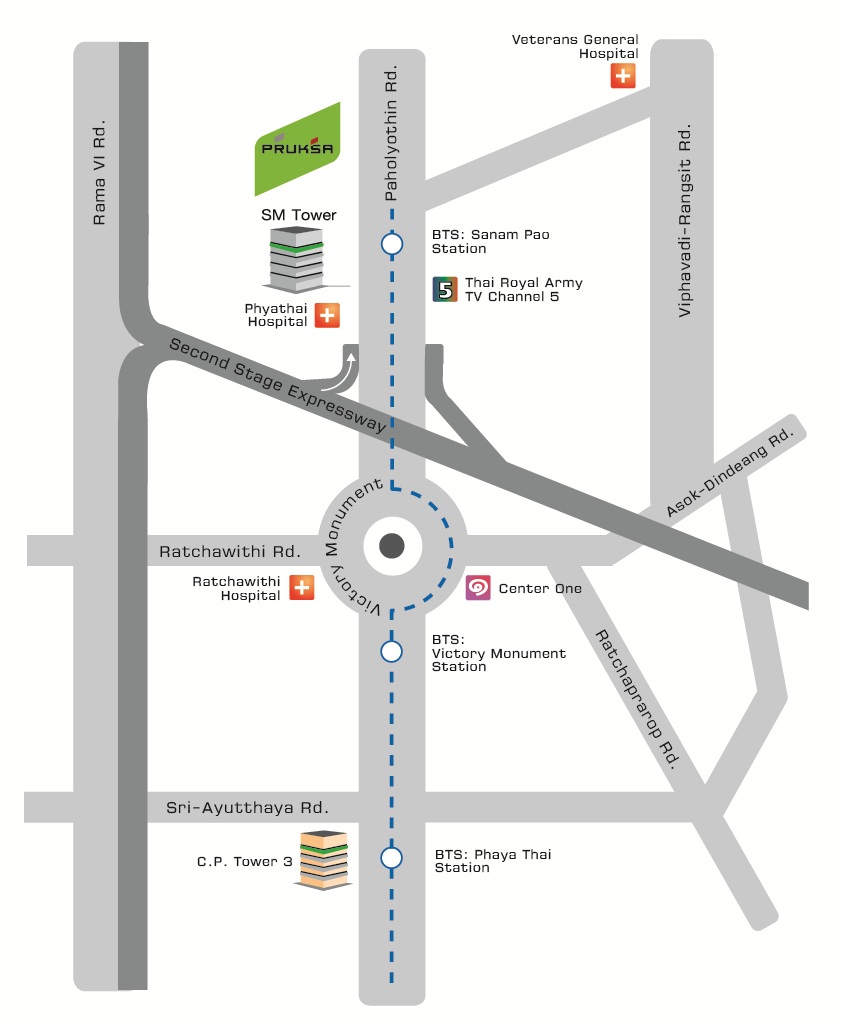 Veterans General
Hospital
Rama VI Rd.
Paholyothin Rd.
Viphavadi-Rangsit Rd.
PRUKSA
SM Tower
BTS: Sanam Pao
Station
5
Thai Royal Army
TV Channel 5
Phyathai
Hospital
Second Stage Expressway
Asok-Dindeang Rd.
Victory Monument
Ratchawithi Rd.
Ratchawithi
Hospital
Center One
BTS:
Victory Monument
Station
Ratchaprarop Rd.
Sri-Ayutthaya Rd.
C.P. Tower 3
BTS: Phaya Thai
Station